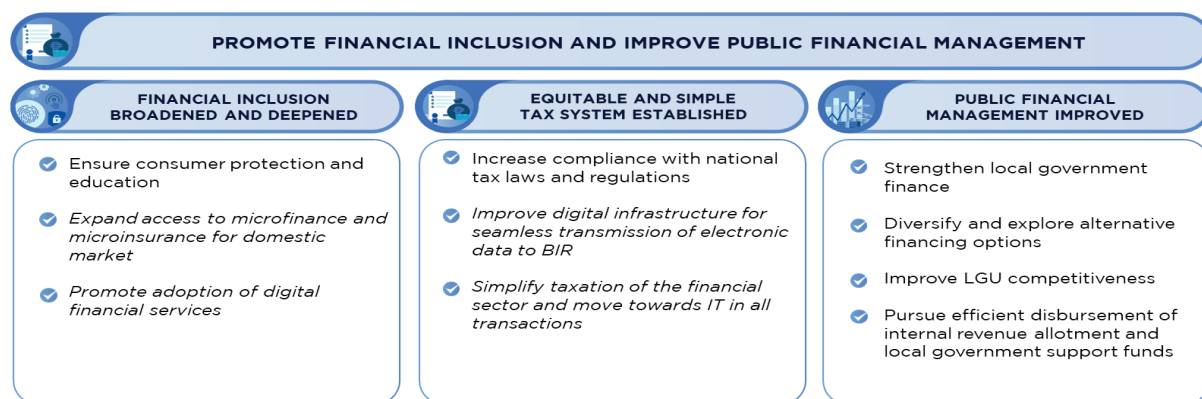 PROMOTE FINANCIAL INCLUSION AND IMPROVE PUBLIC FINANCIAL MANAGEMENT
FINANCIAL INCLUSION
BROADENED AND DEEPENED
Ensure consumer protection and
education
Expand access to microfinance and
microinsurance for domestic
market
Promote adoption of digital
financial services
EQUITABLE AND SIMPLE
TAX SYSTEM ESTABLISHED
Increase compliance with national
tax laws and regulations
Improve digital infrastructure for
seamless transmission of electronic
data to BIR
Simplify taxation of the financial
sector and move towards IT in all
transactions
PUBLIC FINANCIAL
MANAGEMENT IMPROVED
Strengthen local government
finance
Diversify and explore alternative
financing options
Improve LGU competitiveness
Pursue efficient disbursement of
internal revenue allotment and
local government support funds